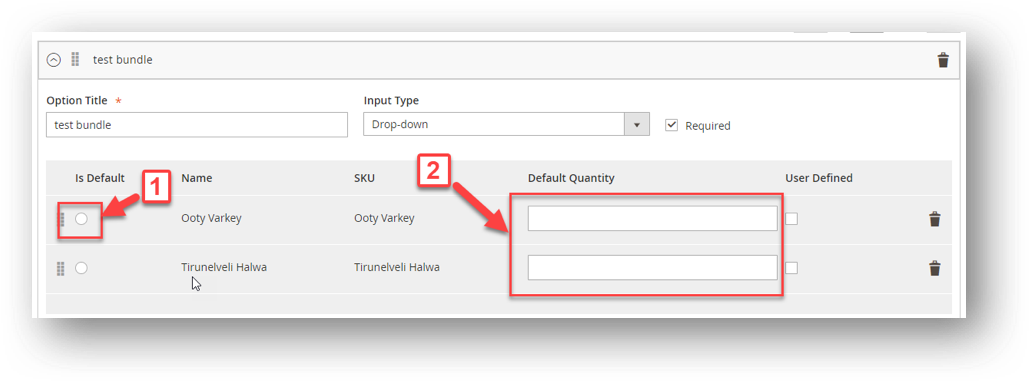 test bundle
Option Title *
Input Type
test bundle
Drop-down
Required
Is Default
Name
SKU
Default Quantity
User Defined
1
2
Ooty Varkey
Ooty Varkey
Tirunelveli Halwa
Tirunelveli Halwa